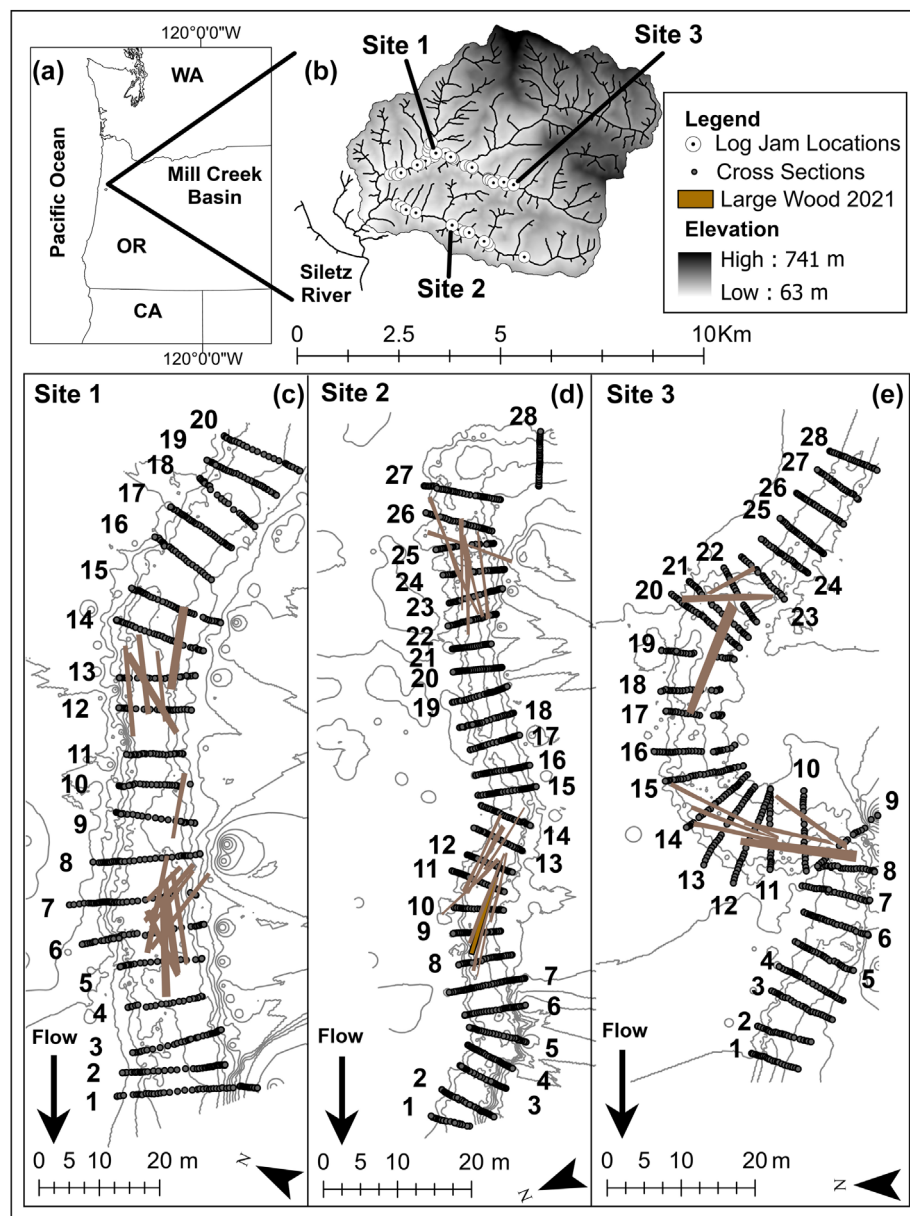 120°0'0"W
(a)
WA
Pacific Ocean
Mill Creek
Basin
OR
CA
120°0'0"W
(b)
Site 1
Site 3
Site 2
Siletz
River
Legend
Log Jam Locations
Cross Sections
Large Wood 2021
Elevation
High : 741 m
Low : 63 m
0 2.5 5 10Km
Site 1 (c)
20
19
18
17
16
15
14
13
12
11
10
9
8
7
6
5
4
3
2
1
Flow
0 5 10 20 m
N
Site 2 (d)
28
27
26
25
24
23
22
21
20
19
18
17
16
15
14
13
12
11
10
9
8
7
6
5
4
3
2
1
Flow
0 5 10 20 m
N
Site 3 (e)
28
27
26
25
24
23
22
21
20
19
18
17
16
15
14
13
12
11
10
9
8
7
6
5
4
3
2
1
Flow
0 5 10 20 m
N